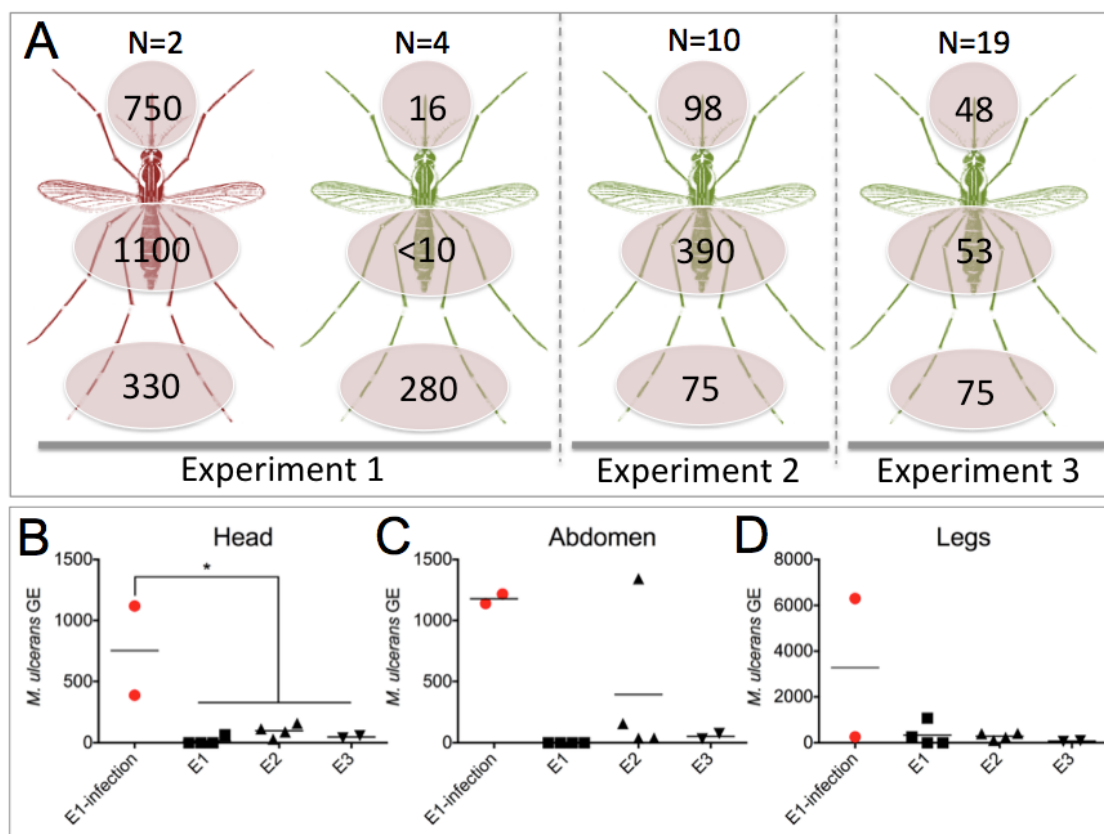 A
N=2 N=4 N=10 N=19
750 16 98 48
1100 <10 390 53
330 280 75 75
Experiment 1 Experiment 2 Experiment 3
B Head
M. ulcerans GE
1500
1000
500
0
*
E1-infection E1 E2 E3
C Abdomen
M. ulcerans GE
1500
1000
500
0
E1-infection E1 E2 E3
D Legs
M. ulcerans GE
8000
6000
4000
2000
0
E1-infection E1 E2 E3